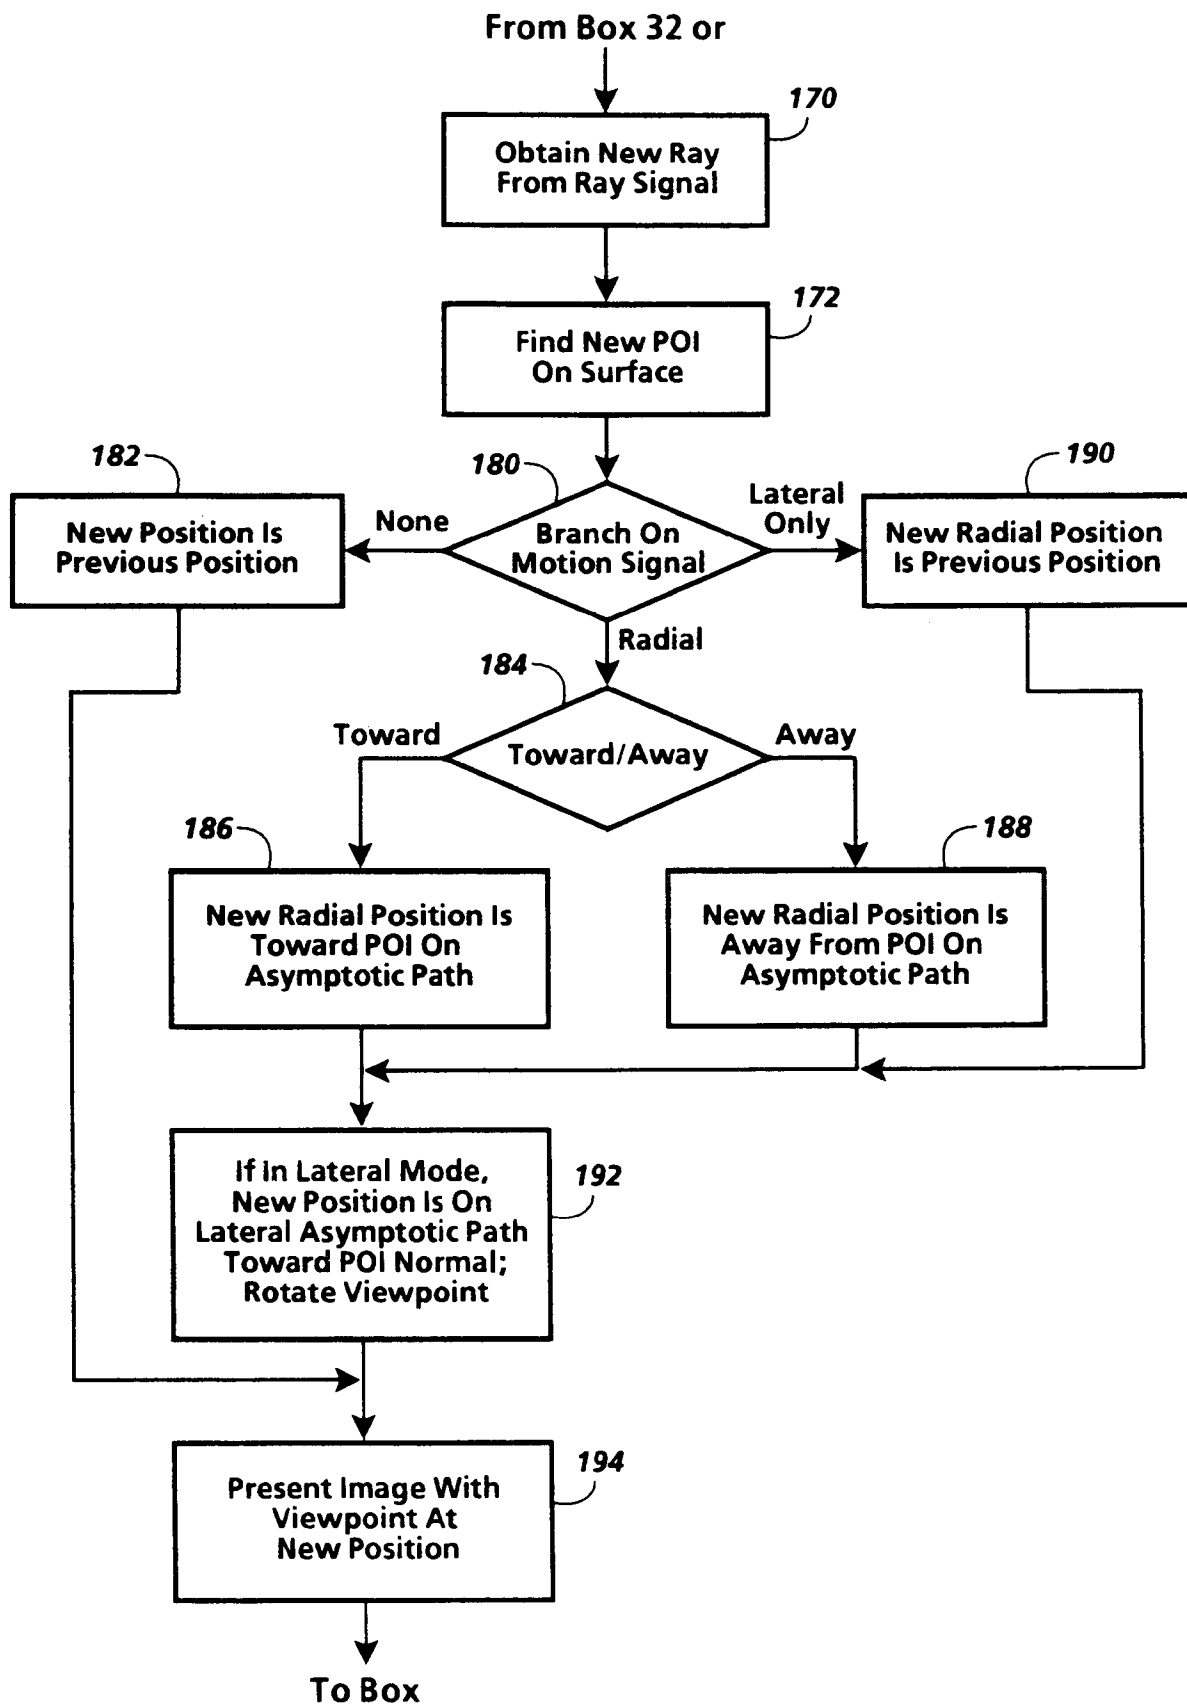 From Box 32 or
170
Obtain New Ray
From Ray Signal
172
Find New POI
On Surface
182
180
190
New Position Is
Previous Position
None
Branch On
Motion Signal
Lateral
Only
New Radial Position
Is Previous Position
Radial
184
Toward
Toward/Away
Away
186
188
New Radial Position Is
Toward POI On
Asymptotic Path
New Radial Position Is
Away From POI On
Asymptotic Path
If In Lateral Mode,
New Position Is On
Lateral Asymptotic Path
Toward POI Normal;
Rotate Viewpoint
192
Present Image With
Viewpoint At
New Position
194
To Box